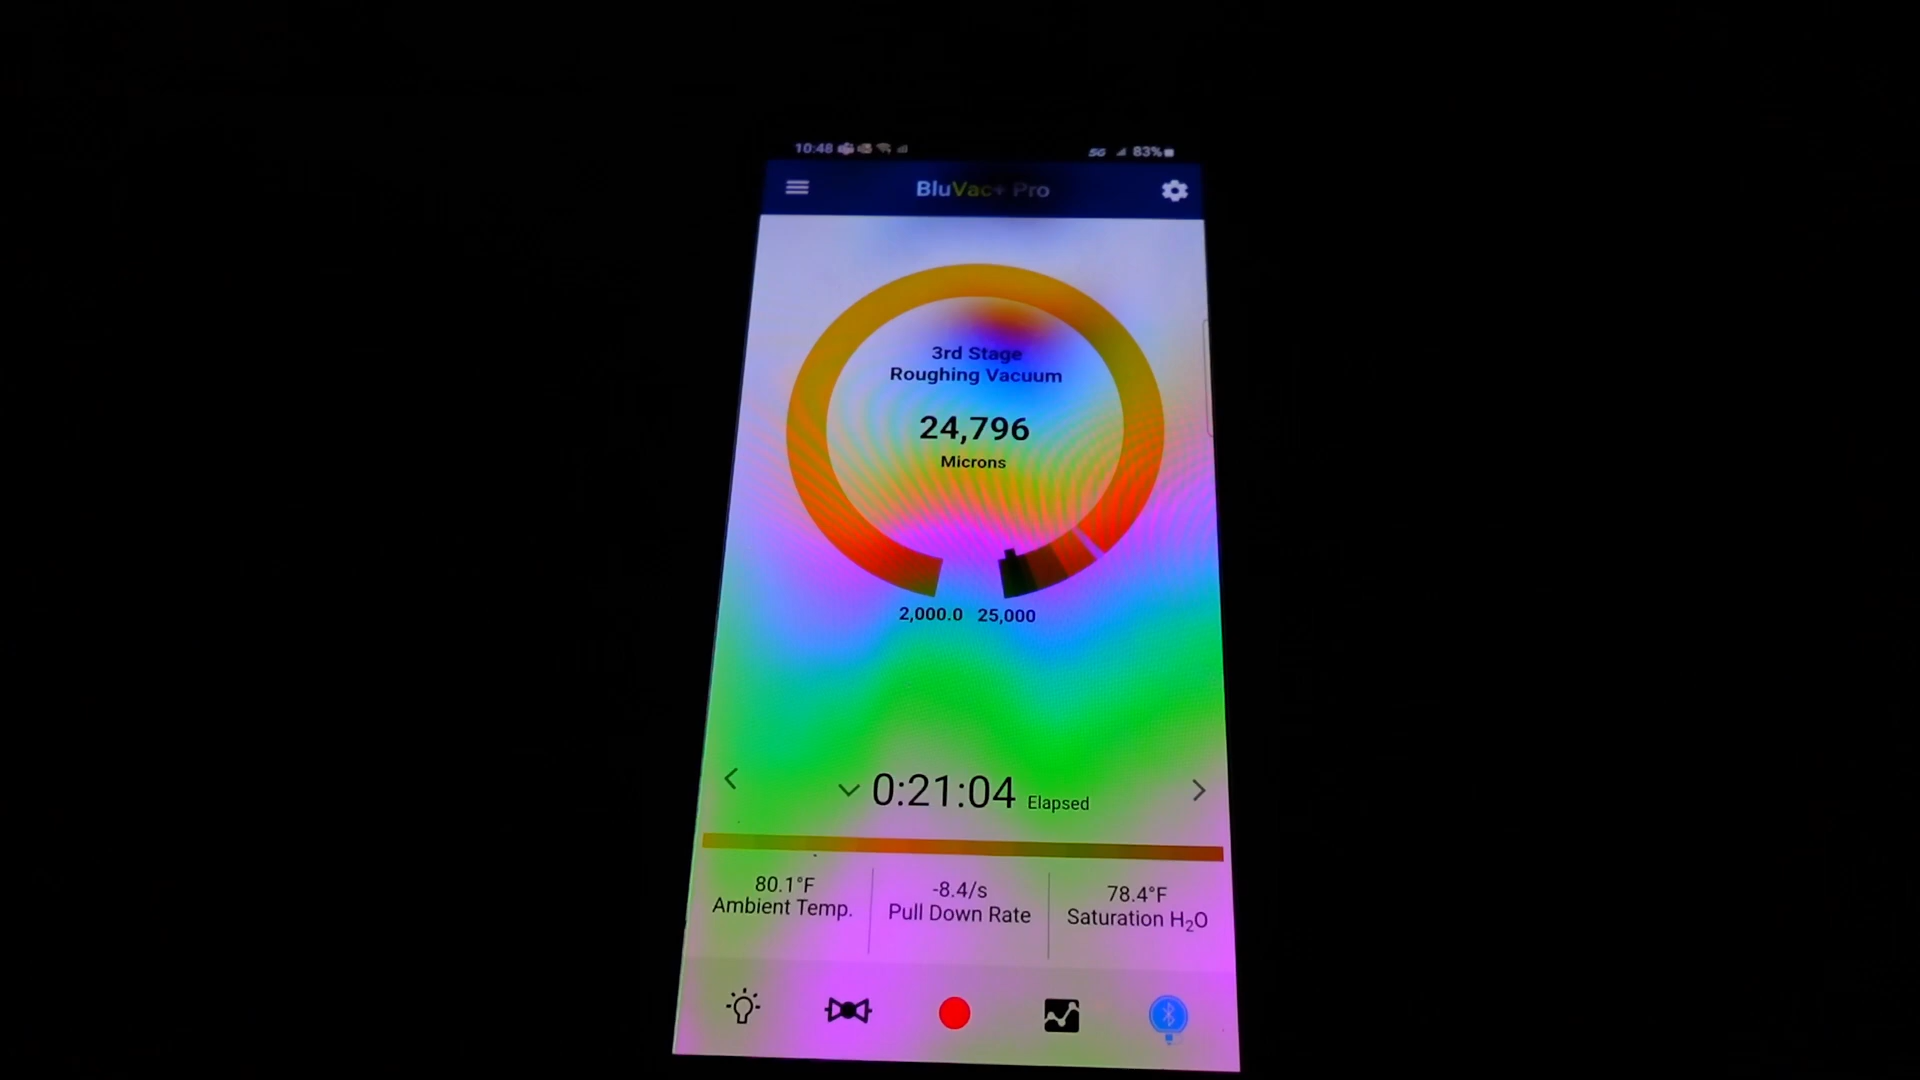 10:48
5G 83%
BluVac+ Pro
3rd Stage
Roughing Vacuum
24,796
Microns
2,000.0 25,000
0:21:04 Elapsed
80.1°F
Ambient Temp.
-8.4/s
Pull Down Rate
78.4°F
Saturation H₂O